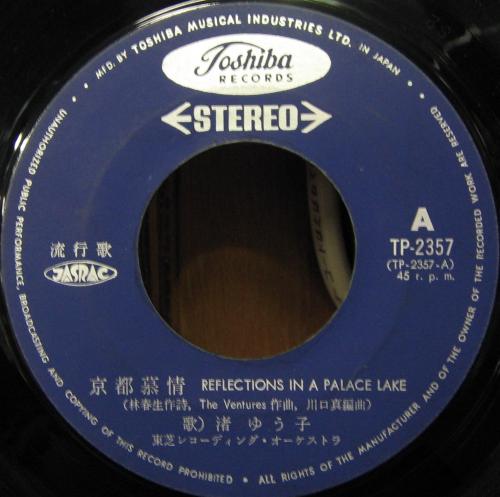 MFD. BY TOSHIBA MUSICAL INDUSTRIES LTD. IN JAPAN
Toshiba
RECORDS
STEREO
A
TP-2357
(TP-2357-A)
45 r. p. m.
流行歌
JASRAC
京都慕情 REFLECTIONS IN A PALACE LAKE
(林春生作詩, The Ventures 作曲, 川口真編曲)
歌) 渚 ゆう子
東芝レコーディング・オーケストラ
UNAUTHORIZED PUBLIC PERFORMANCE, BROADCASTING AND COPYING OF THIS RECORD PROHIBITED • ALL RIGHTS OF THE MANUFACTURER AND OF THE OWNER OF THE RECORDED WORK ARE RESERVED